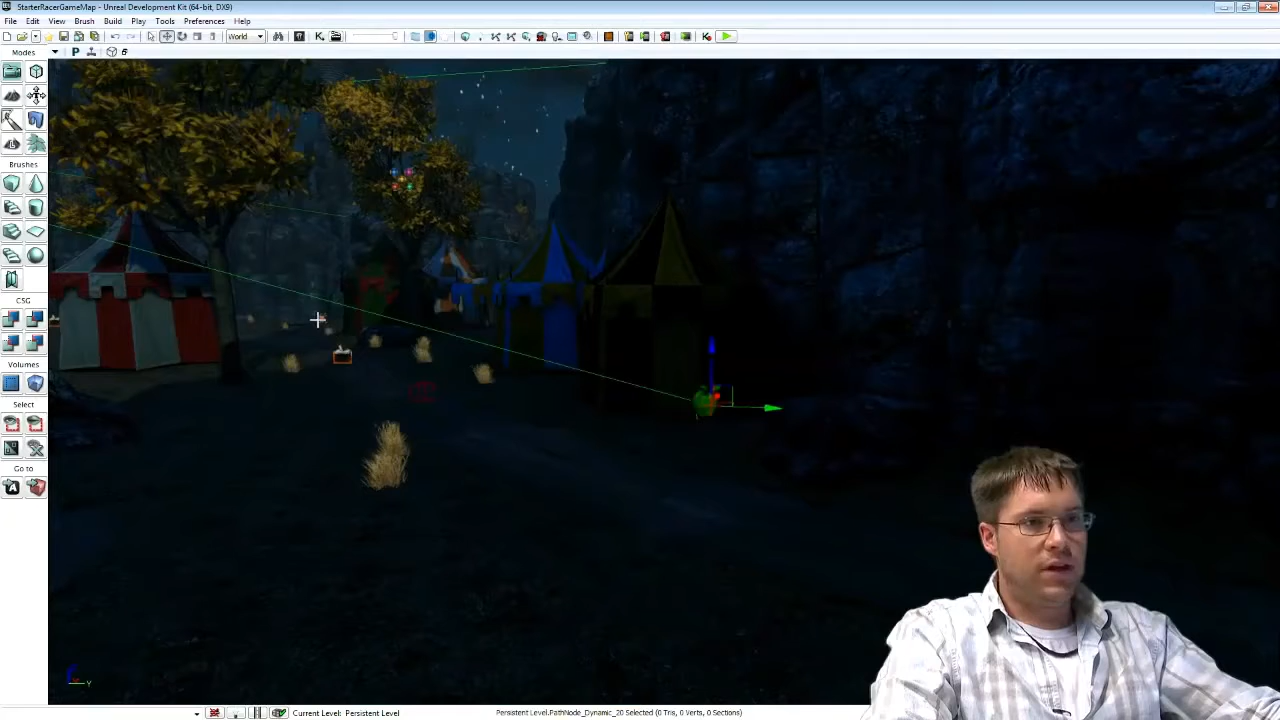 StarterRacerGameMap - Unreal Development Kit (64-bit, DX9)
File Edit View Brush Build Play Tools Preferences Help
World
Modes
P
Brushes
CSG
Volumes
Select
Go to
Y
Current Level: Persistent Level
Persistent Level.PathNode_Dynamic_20 Selected (0 Tris, 0 Verts, 0 Sections)